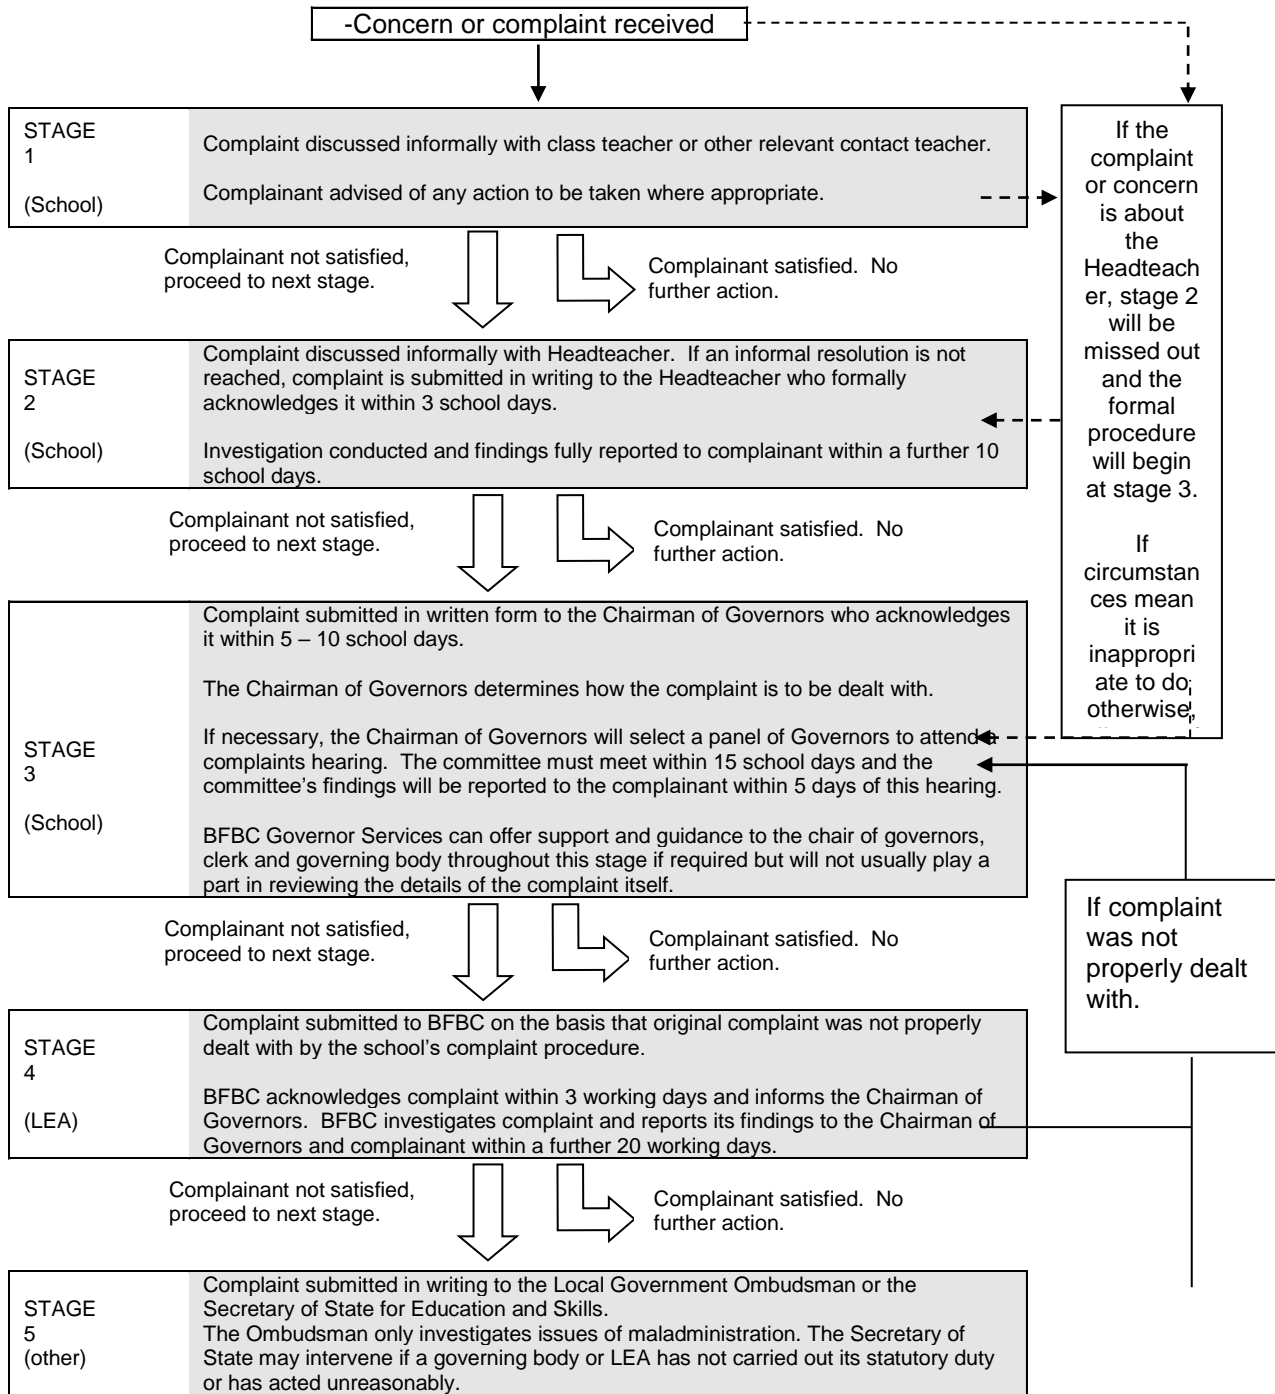 -Concern or complaint received
STAGE
1
(School)
Complaint discussed informally with class teacher or other relevant contact teacher.
Complainant advised of any action to be taken where appropriate.
If the
complaint
or concern
is about
the
Headteach
er, stage 2
will be
missed out
and the
formal
procedure
will begin
at stage 3.
If
circumstan
ces mean
it is
inappropri
ate to do
otherwise,
Complainant not satisfied,
proceed to next stage.
Complainant satisfied.  No
further action.
STAGE
2
(School)
Complaint discussed informally with Headteacher.  If an informal resolution is not
reached, complaint is submitted in writing to the Headteacher who formally
acknowledges it within 3 school days.
Investigation conducted and findings fully reported to complainant within a further 10
school days.
Complainant not satisfied,
proceed to next stage.
Complainant satisfied.  No
further action.
STAGE
3
(School)
Complaint submitted in written form to the Chairman of Governors who acknowledges
it within 5 – 10 school days.
The Chairman of Governors determines how the complaint is to be dealt with.
If necessary, the Chairman of Governors will select a panel of Governors to attend a
complaints hearing.  The committee must meet within 15 school days and the
committee's findings will be reported to the complainant within 5 days of this hearing.
BFBC Governor Services can offer support and guidance to the chair of governors,
clerk and governing body throughout this stage if required but will not usually play a
part in reviewing the details of the complaint itself.
If complaint
was not
properly dealt
with.
Complainant not satisfied,
proceed to next stage.
Complainant satisfied.  No
further action.
STAGE
4
(LEA)
Complaint submitted to BFBC on the basis that original complaint was not properly
dealt with by the school's complaint procedure.
BFBC acknowledges complaint within 3 working days and informs the Chairman of
Governors.  BFBC investigates complaint and reports its findings to the Chairman of
Governors and complainant within a further 20 working days.
Complainant not satisfied,
proceed to next stage.
Complainant satisfied.  No
further action.
STAGE
5
(other)
Complaint submitted in writing to the Local Government Ombudsman or the
Secretary of State for Education and Skills.
The Ombudsman only investigates issues of maladministration. The Secretary of
State may intervene if a governing body or LEA has not carried out its statutory duty
or has acted unreasonably.